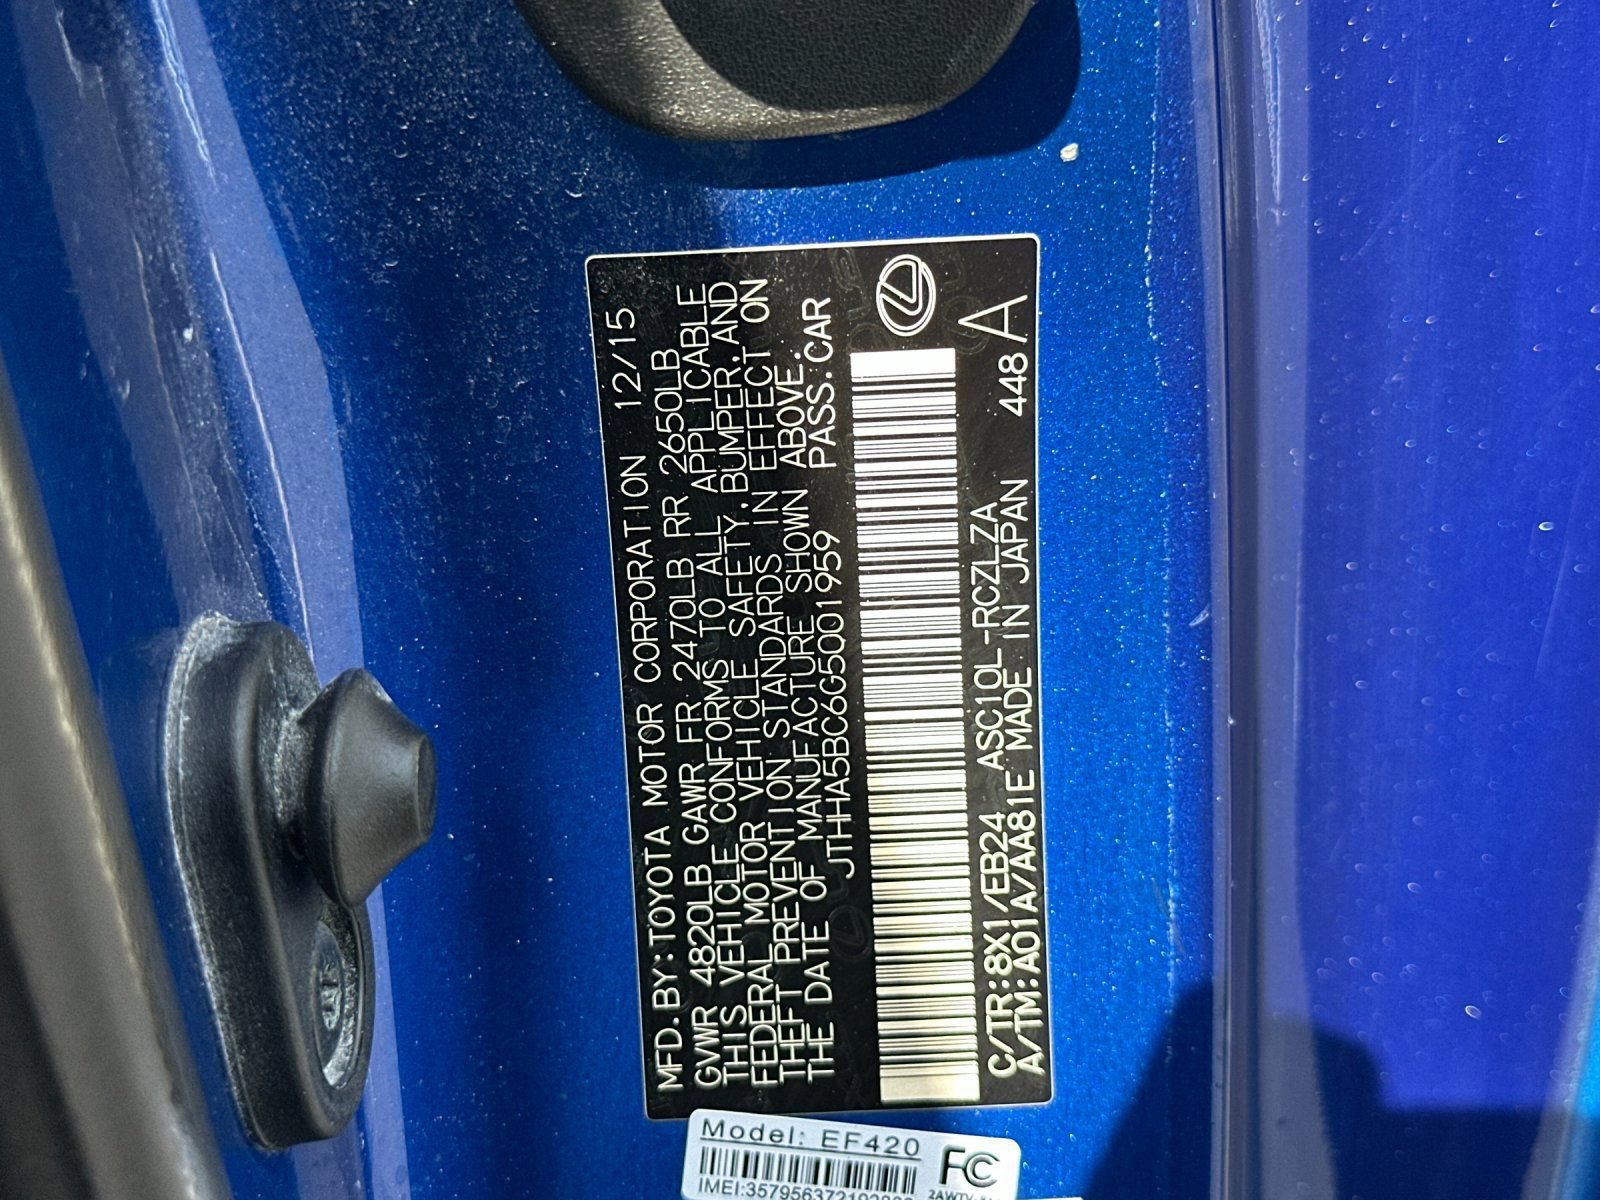 MFD.BY:TOYOTA MOTOR CORPORATION 12/15
GVWR 4820LB GAWR FR 2470LB RR 2650LB
THIS VEHICLE CONFORMS TO ALL APPLICABLE
FEDERAL MOTOR VEHICLE SAFETY,BUMPER,AND
THEFT PREVENTION STANDARDS IN EFFECT ON
THE DATE OF MANUFACTURE SHOWN ABOVE.
JTHHA5BC6G5001959 PASS.CAR
C/TR:8X1/EB24 ASC10L-RCZLZA
A/TM:A01A/AA81E MADE IN JAPAN 448 A
Model: EF420
FC